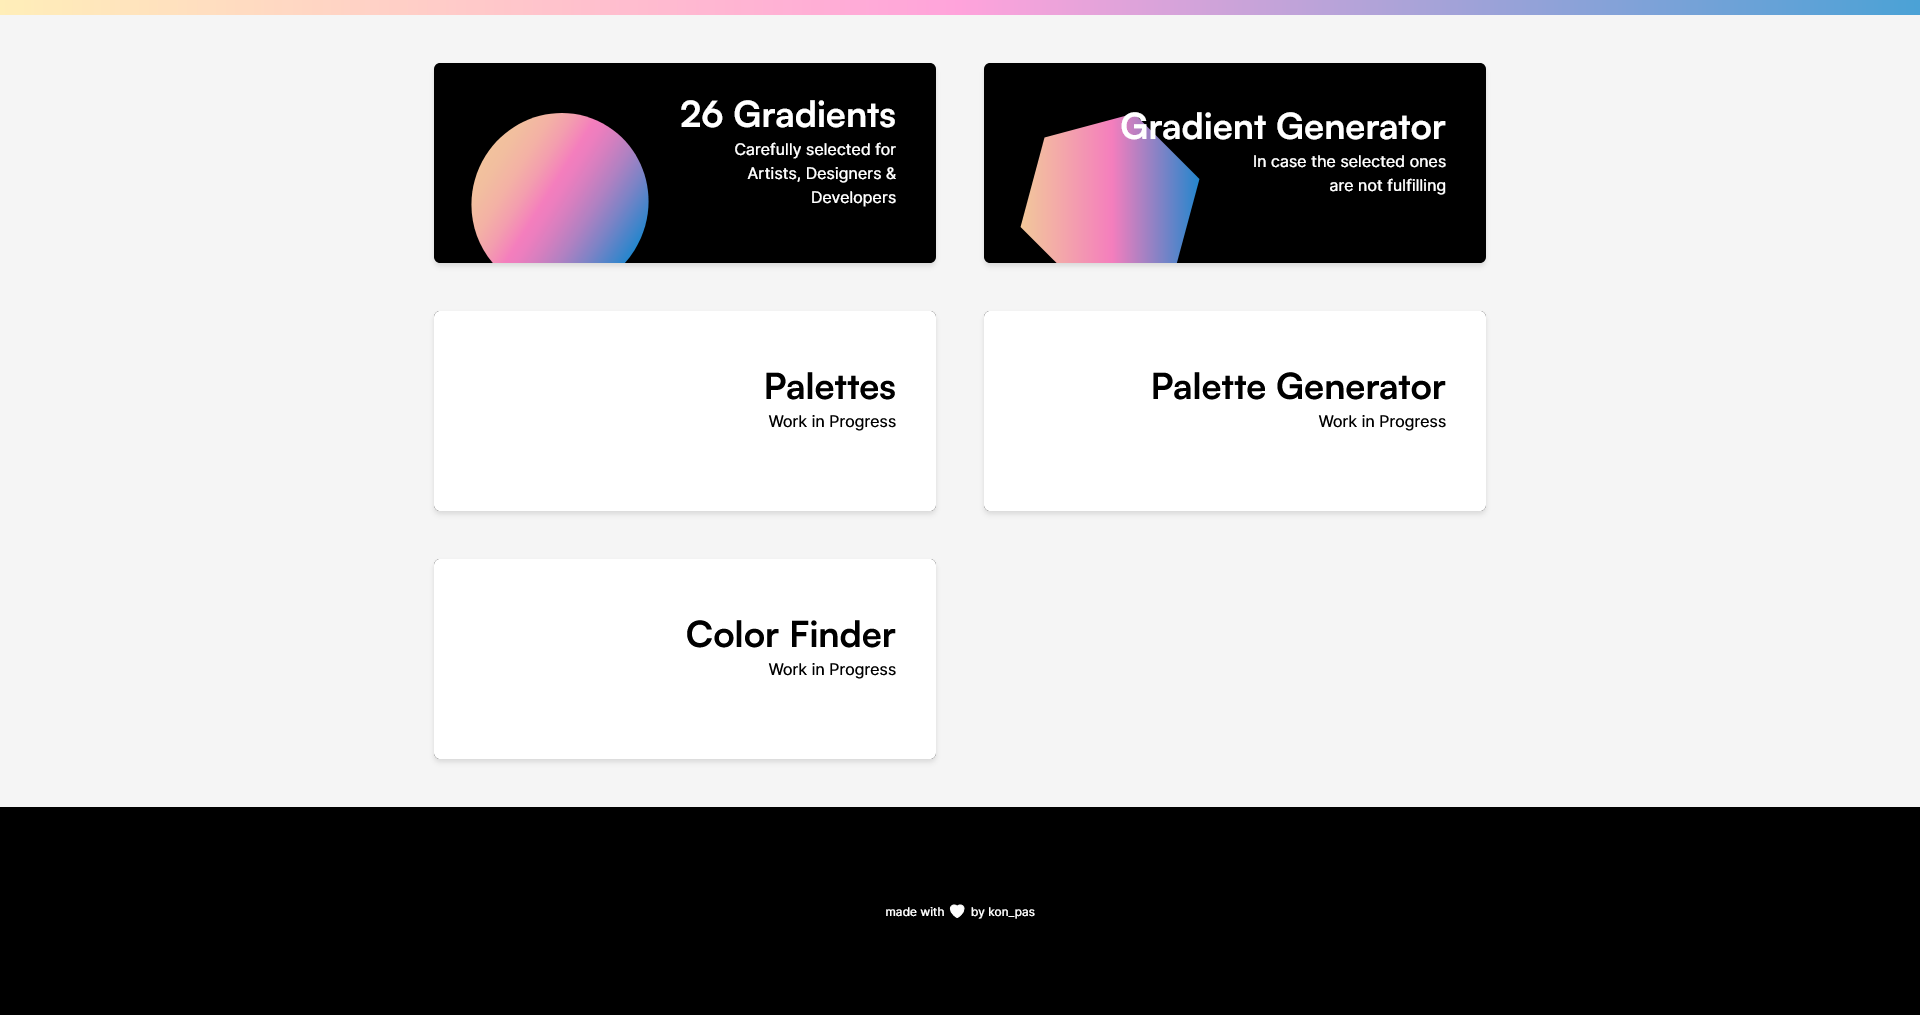 26 Gradients
Carefully selected for
Artists, Designers &
Developers
Gradient Generator
In case the selected ones
are not fulfilling
Palettes
Work in Progress
Palette Generator
Work in Progress
Color Finder
Work in Progress
made with by kon_pas